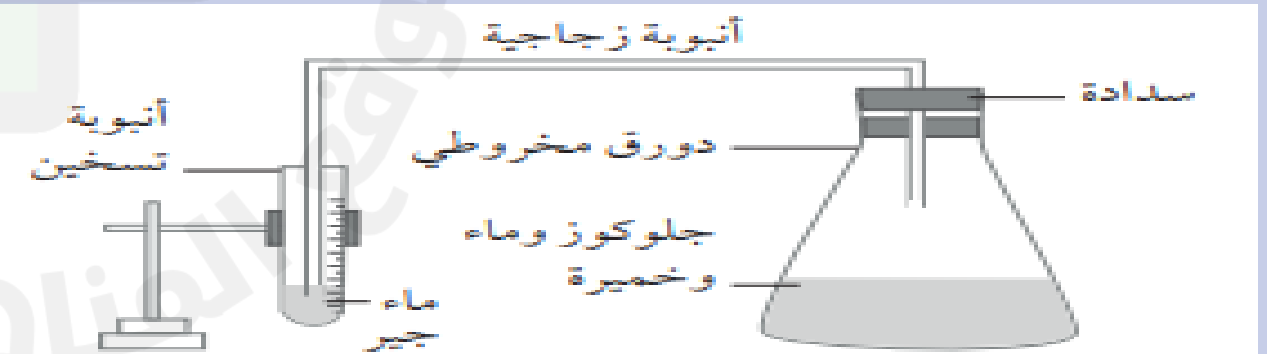 أنبوبة زجاجية
سدادة
أنبوبة
تسخين
دورق مخروطي
جلوكوز وماء
وخميرة
ماء
جير